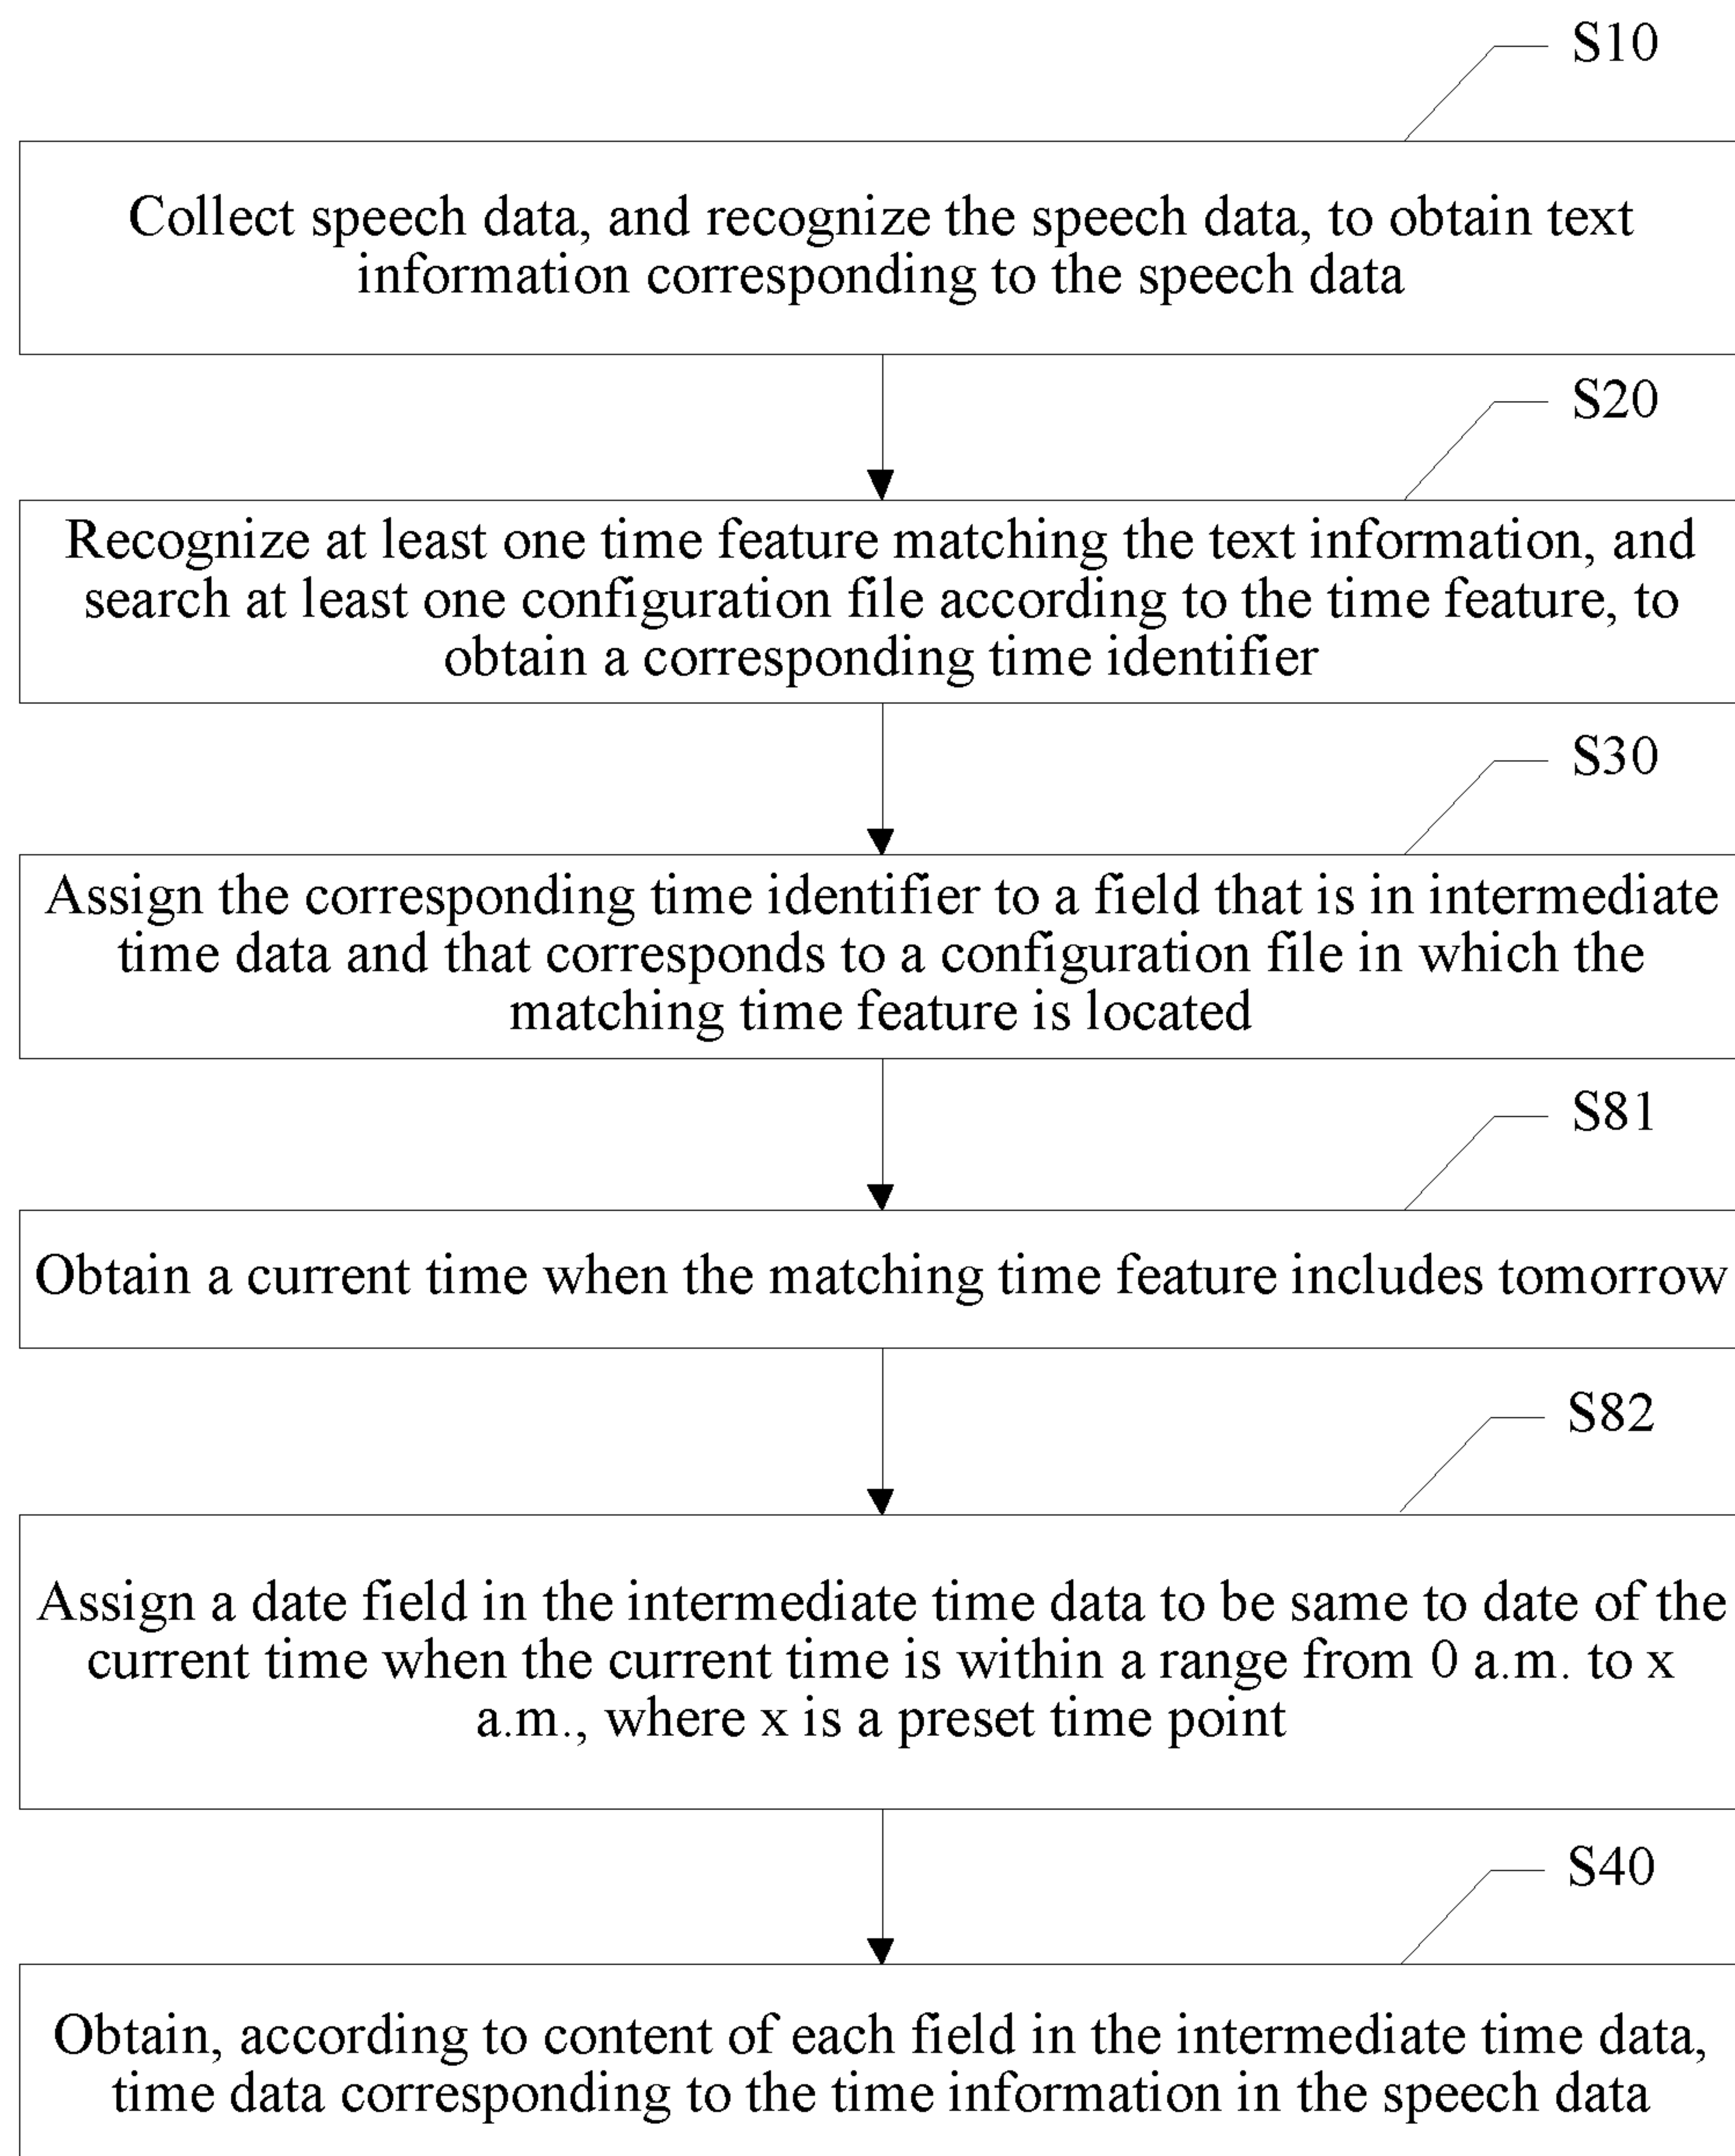 S10
Collect speech data, and recognize the speech data, to obtain text
information corresponding to the speech data
S20
Recognize at least one time feature matching the text information, and
search at least one configuration file according to the time feature, to
obtain a corresponding time identifier
S30
Assign the corresponding time identifier to a field that is in intermediate
time data and that corresponds to a configuration file in which the
matching time feature is located
S81
Obtain a current time when the matching time feature includes tomorrow
S82
Assign a date field in the intermediate time data to be same to date of the
current time when the current time is within a range from 0 a.m. to x
a.m., where x is a preset time point
S40
Obtain, according to content of each field in the intermediate time data,
time data corresponding to the time information in the speech data